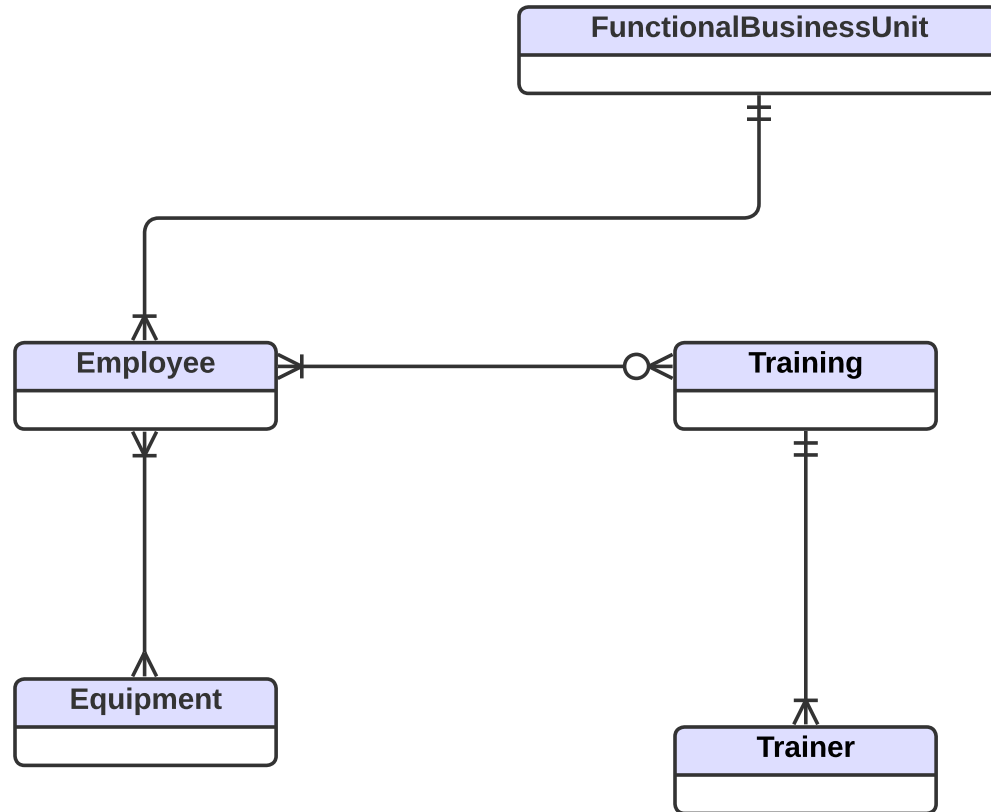 FunctionalBusinessUnit
Employee
Training
Equipment
Trainer